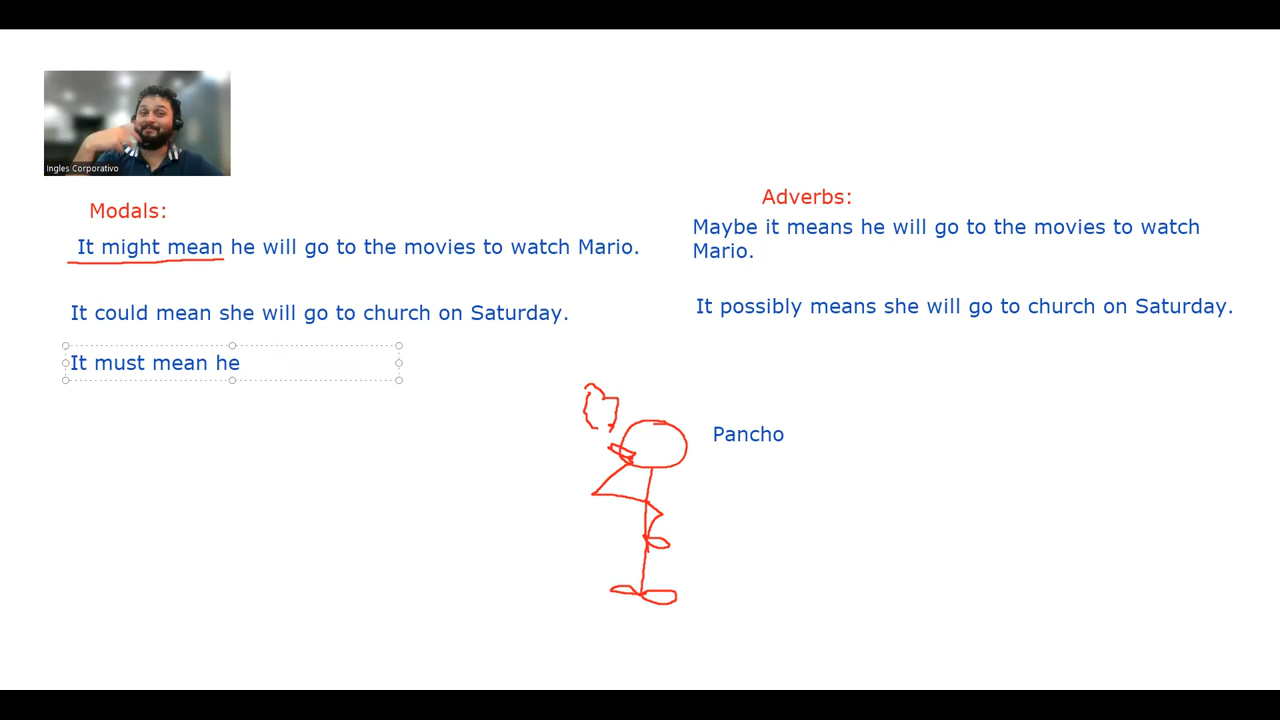 Ingles Corporativo
Modals:
It might mean he will go to the movies to watch Mario.
It could mean she will go to church on Saturday.
It must mean he
Adverbs:
Maybe it means he will go to the movies to watch
Mario.
It possibly means she will go to church on Saturday.
Pancho